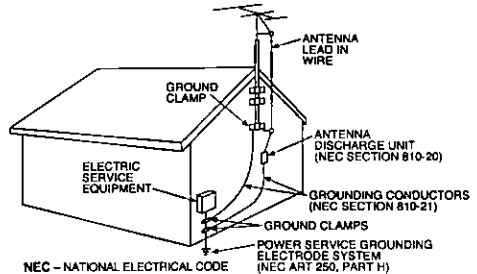 ANTENNA
LEAD IN
WIRE
GROUND
CLAMP
ANTENNA
DISCHARGE UNIT
(NEC SECTION 810-20)
ELECTRIC
SERVICE
EQUIPMENT
GROUNDING CONDUCTORS
(NEC SECTION 810-21)
GROUND CLAMPS
POWER SERVICE GROUNDING
ELECTRODE SYSTEM
(NEC ART 250, PART H)
NEC – NATIONAL ELECTRICAL CODE